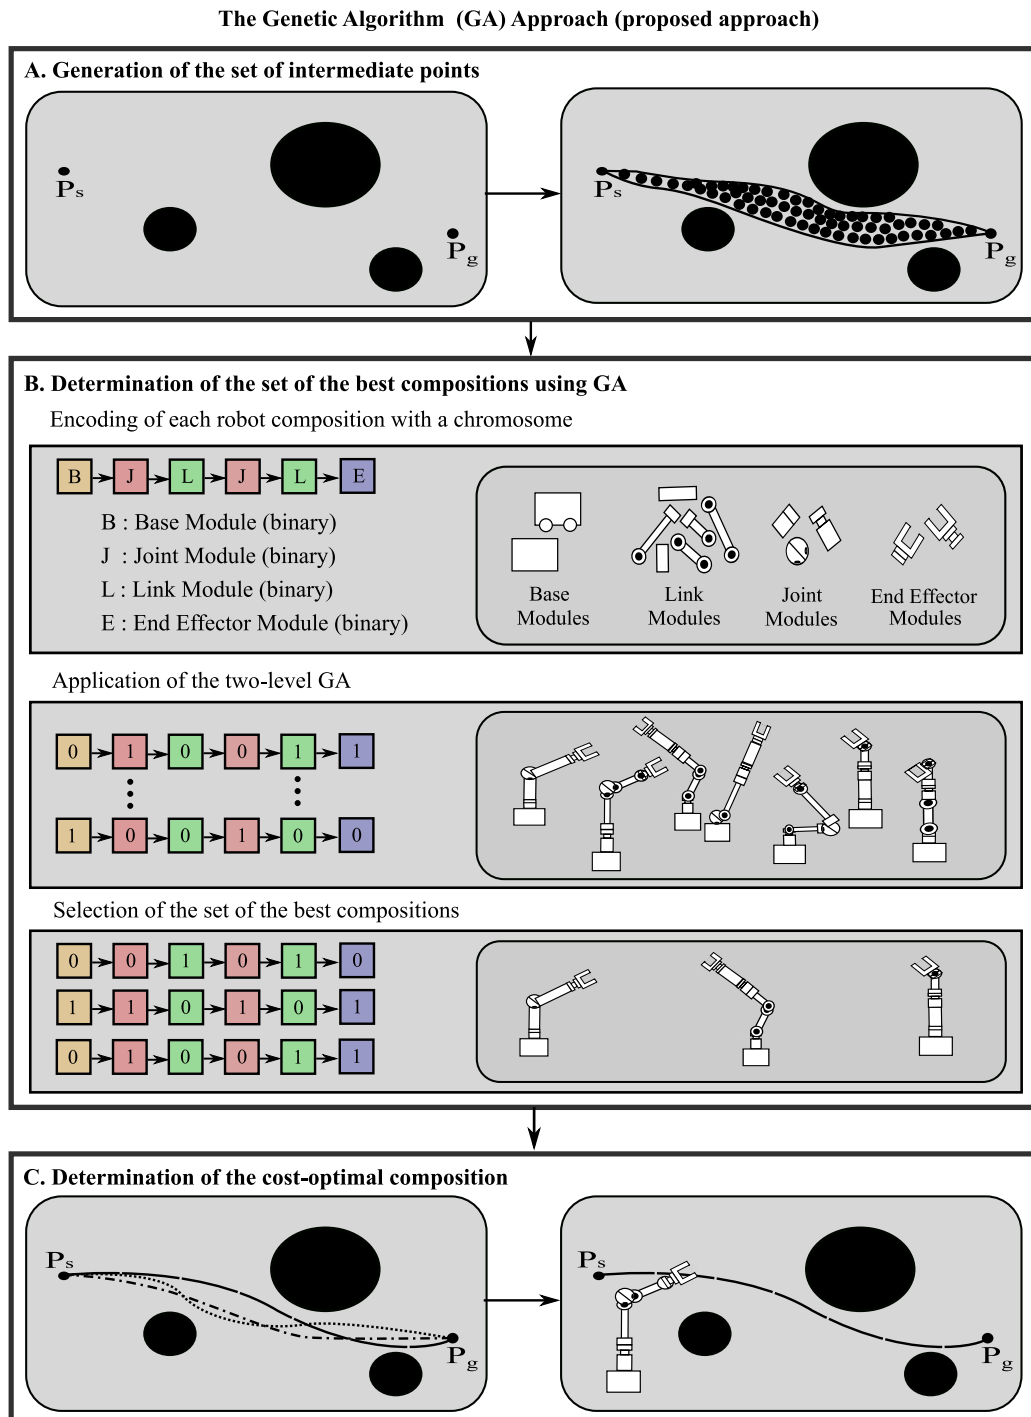 The Genetic Algorithm (GA) Approach (proposed approach)
A. Generation of the set of intermediate points
Ps
Pg
Ps
Pg
B. Determination of the set of the best compositions using GA
Encoding of each robot composition with a chromosome
B J L J L E
B : Base Module (binary)
J : Joint Module (binary)
L : Link Module (binary)
E : End Effector Module (binary)
Base Modules
Link Modules
Joint Modules
End Effector Modules
Application of the two-level GA
0 1 0 0 1 1
1 0 0 1 0 0
Selection of the set of the best compositions
0 0 1 0 1 0
1 1 0 1 0 1
0 1 0 0 1 1
C. Determination of the cost-optimal composition
Ps
Pg
Ps
Pg